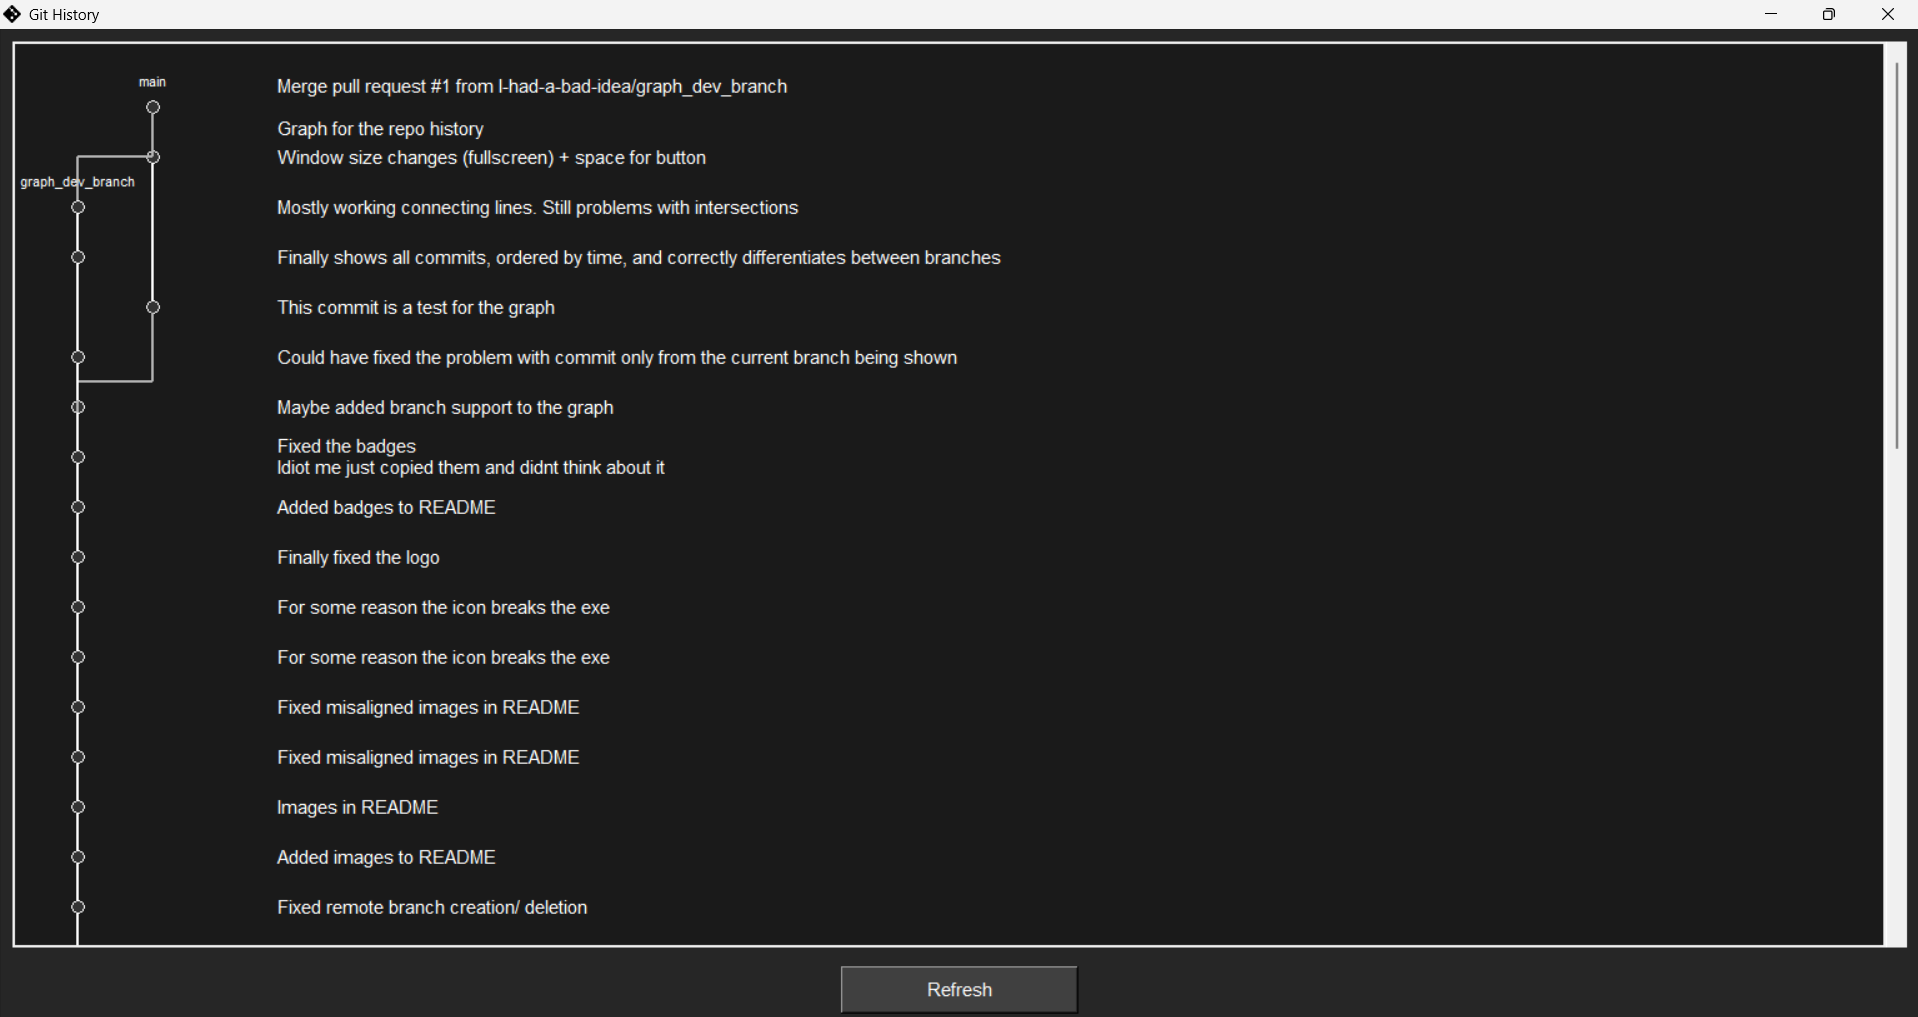 Git History
main
Merge pull request #1 from I-had-a-bad-idea/graph_dev_branch
Graph for the repo history
Window size changes (fullscreen) + space for button
graph_dev_branch
Mostly working connecting lines. Still problems with intersections
Finally shows all commits, ordered by time, and correctly differentiates between branches
This commit is a test for the graph
Could have fixed the problem with commit only from the current branch being shown
Maybe added branch support to the graph
Fixed the badges
Idiot me just copied them and didnt think about it
Added badges to README
Finally fixed the logo
For some reason the icon breaks the exe
For some reason the icon breaks the exe
Fixed misaligned images in README
Fixed misaligned images in README
Images in README
Added images to README
Fixed remote branch creation/ deletion
Refresh